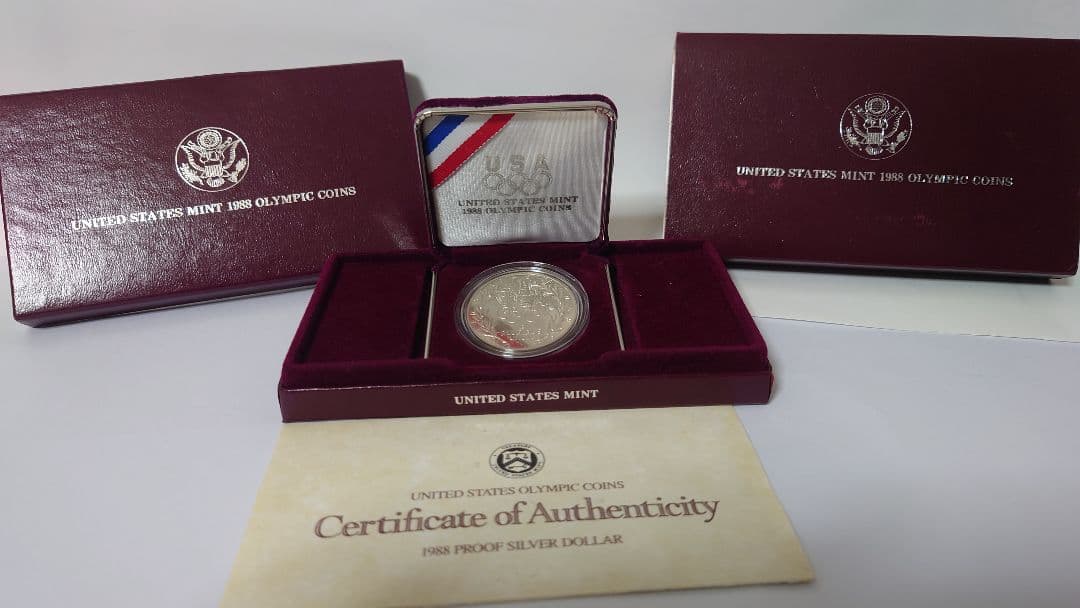 UNITED STATES MINT 1988 OLYMPIC COINS
USA
UNITED STATES MINT
1988 OLYMPIC COINS
UNITED STATES MINT 1988 OLYMPIC COINS
UNITED STATES MINT
UNITED STATES OLYMPIC COINS
Certificate of Authenticity
1988 PROOF SILVER DOLLAR